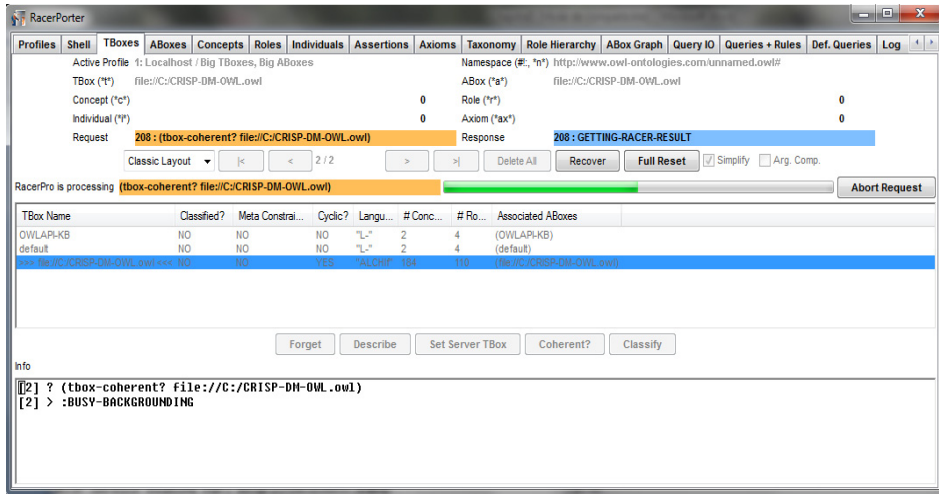 RacerPorter
Profiles Shell TBoxes ABoxes Concepts Roles Individuals Assertions Axioms Taxonomy Role Hierarchy ABox Graph Query IO Queries + Rules Def. Queries Log
Active Profile 1: Localhost / Big TBoxes, Big ABoxes Namespace (#!:, *n*) http://www.owl-ontologies.com/unnamed.owl#
TBox (*t*) file://C:/CRISP-DM-OWL.owl ABox (*a*) file://C:/CRISP-DM-OWL.owl
Concept (*c*) 0 Role (*r*) 0
Individual (*i*) 0 Axiom (*ax*) 0
Request 208 : (tbox-coherent? file://C:/CRISP-DM-OWL.owl) Response 208 : GETTING-RACER-RESULT
Classic Layout |< < 2 / 2 > >| Delete All Recover Full Reset Simplify Arg. Comp.
RacerPro is processing (tbox-coherent? file://C:/CRISP-DM-OWL.owl) Abort Request
TBox Name Classified? Meta Constrai... Cyclic? Langu... # Conc... # Ro... Associated ABoxes
OWLAPI-KB NO NO NO "L-" 2 4 (OWLAPI-KB)
default NO NO NO "L-" 2 4 (default)
>>> file://C:/CRISP-DM-OWL.owl <<< NO NO YES 184 110 (file://C:/CRISP-DM-OWL.owl)
Forget Describe Set Server TBox Coherent? Classify
Info
[2] ? (tbox-coherent? file://C:/CRISP-DM-OWL.owl)
[2] > :BUSY-BACKGROUNDING